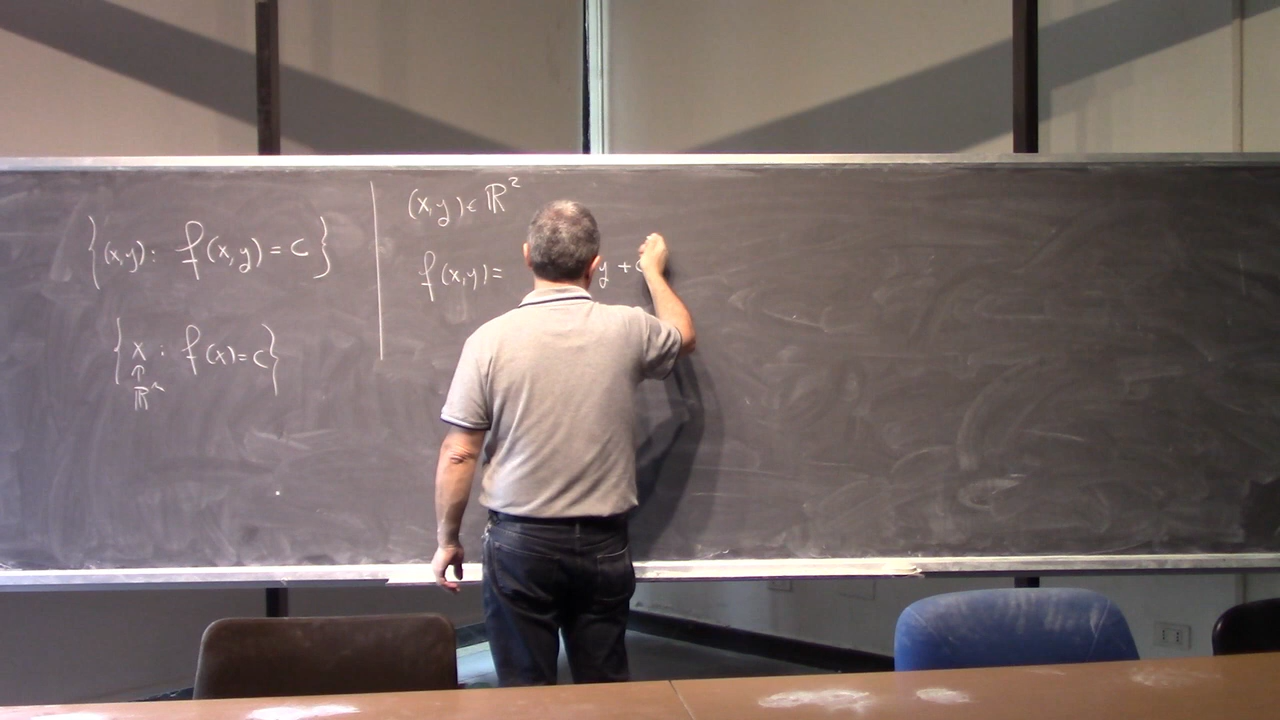 {(x,y): f(x,y) = c}
{x : f(x) = c}
↑
ℝⁿ
(x,y) ∈ ℝ²
f(x,y) = y +